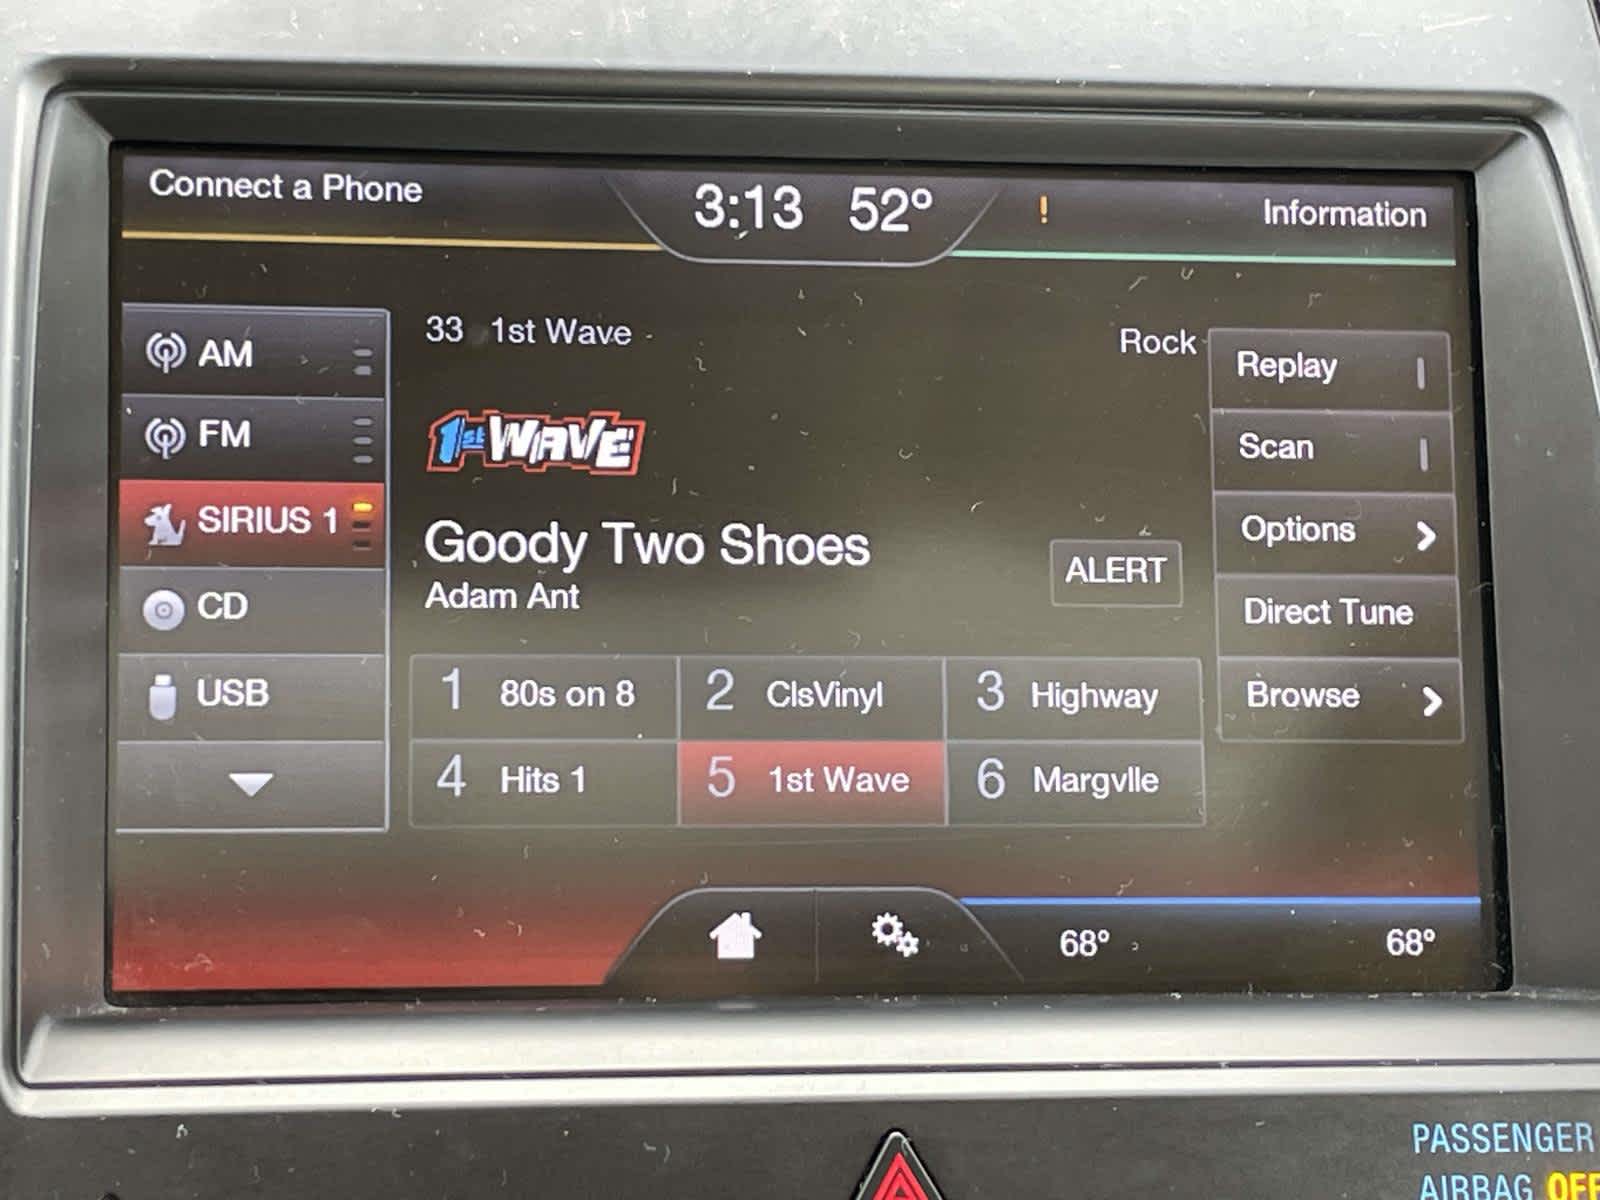 Connect a Phone
3:13 52°
!
Information
AM
FM
SIRIUS 1
CD
USB
33 1st Wave
Rock
1st WAVE
Goody Two Shoes
Adam Ant
ALERT
1 80s on 8
2 ClsVinyl
3 Highway
4 Hits 1
5 1st Wave
6 Margvlle
Replay
Scan
Options
Direct Tune
Browse
68°
68°
PASSENGER
AIRBAG OFF